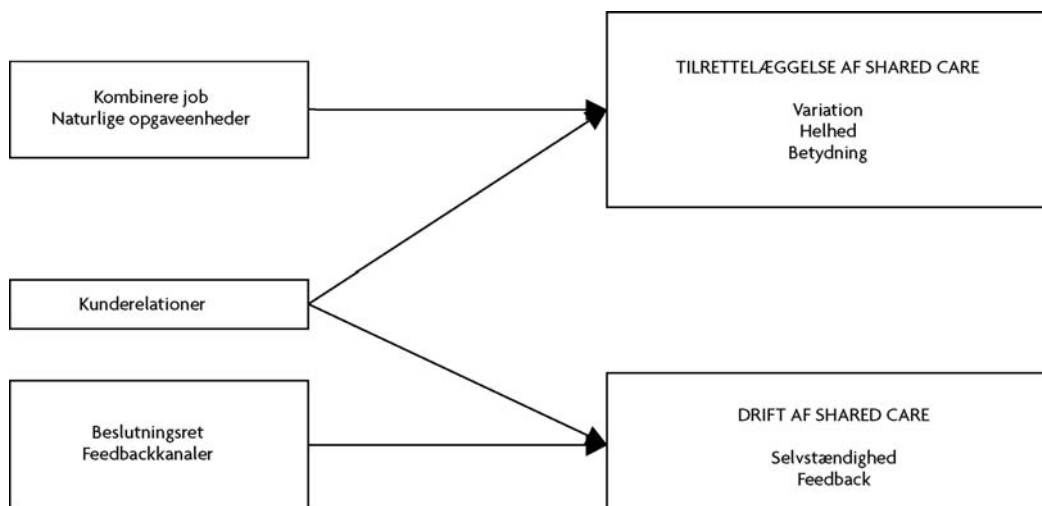 Kombinere job
Naturlige opgaveenheder
TILRETTELÆGGELSE AF SHARED CARE
Variation
Helhed
Betydning
Kunderelationer
Beslutningsret
Feedbackkanaler
DRIFT AF SHARED CARE
Selvstændighed
Feedback